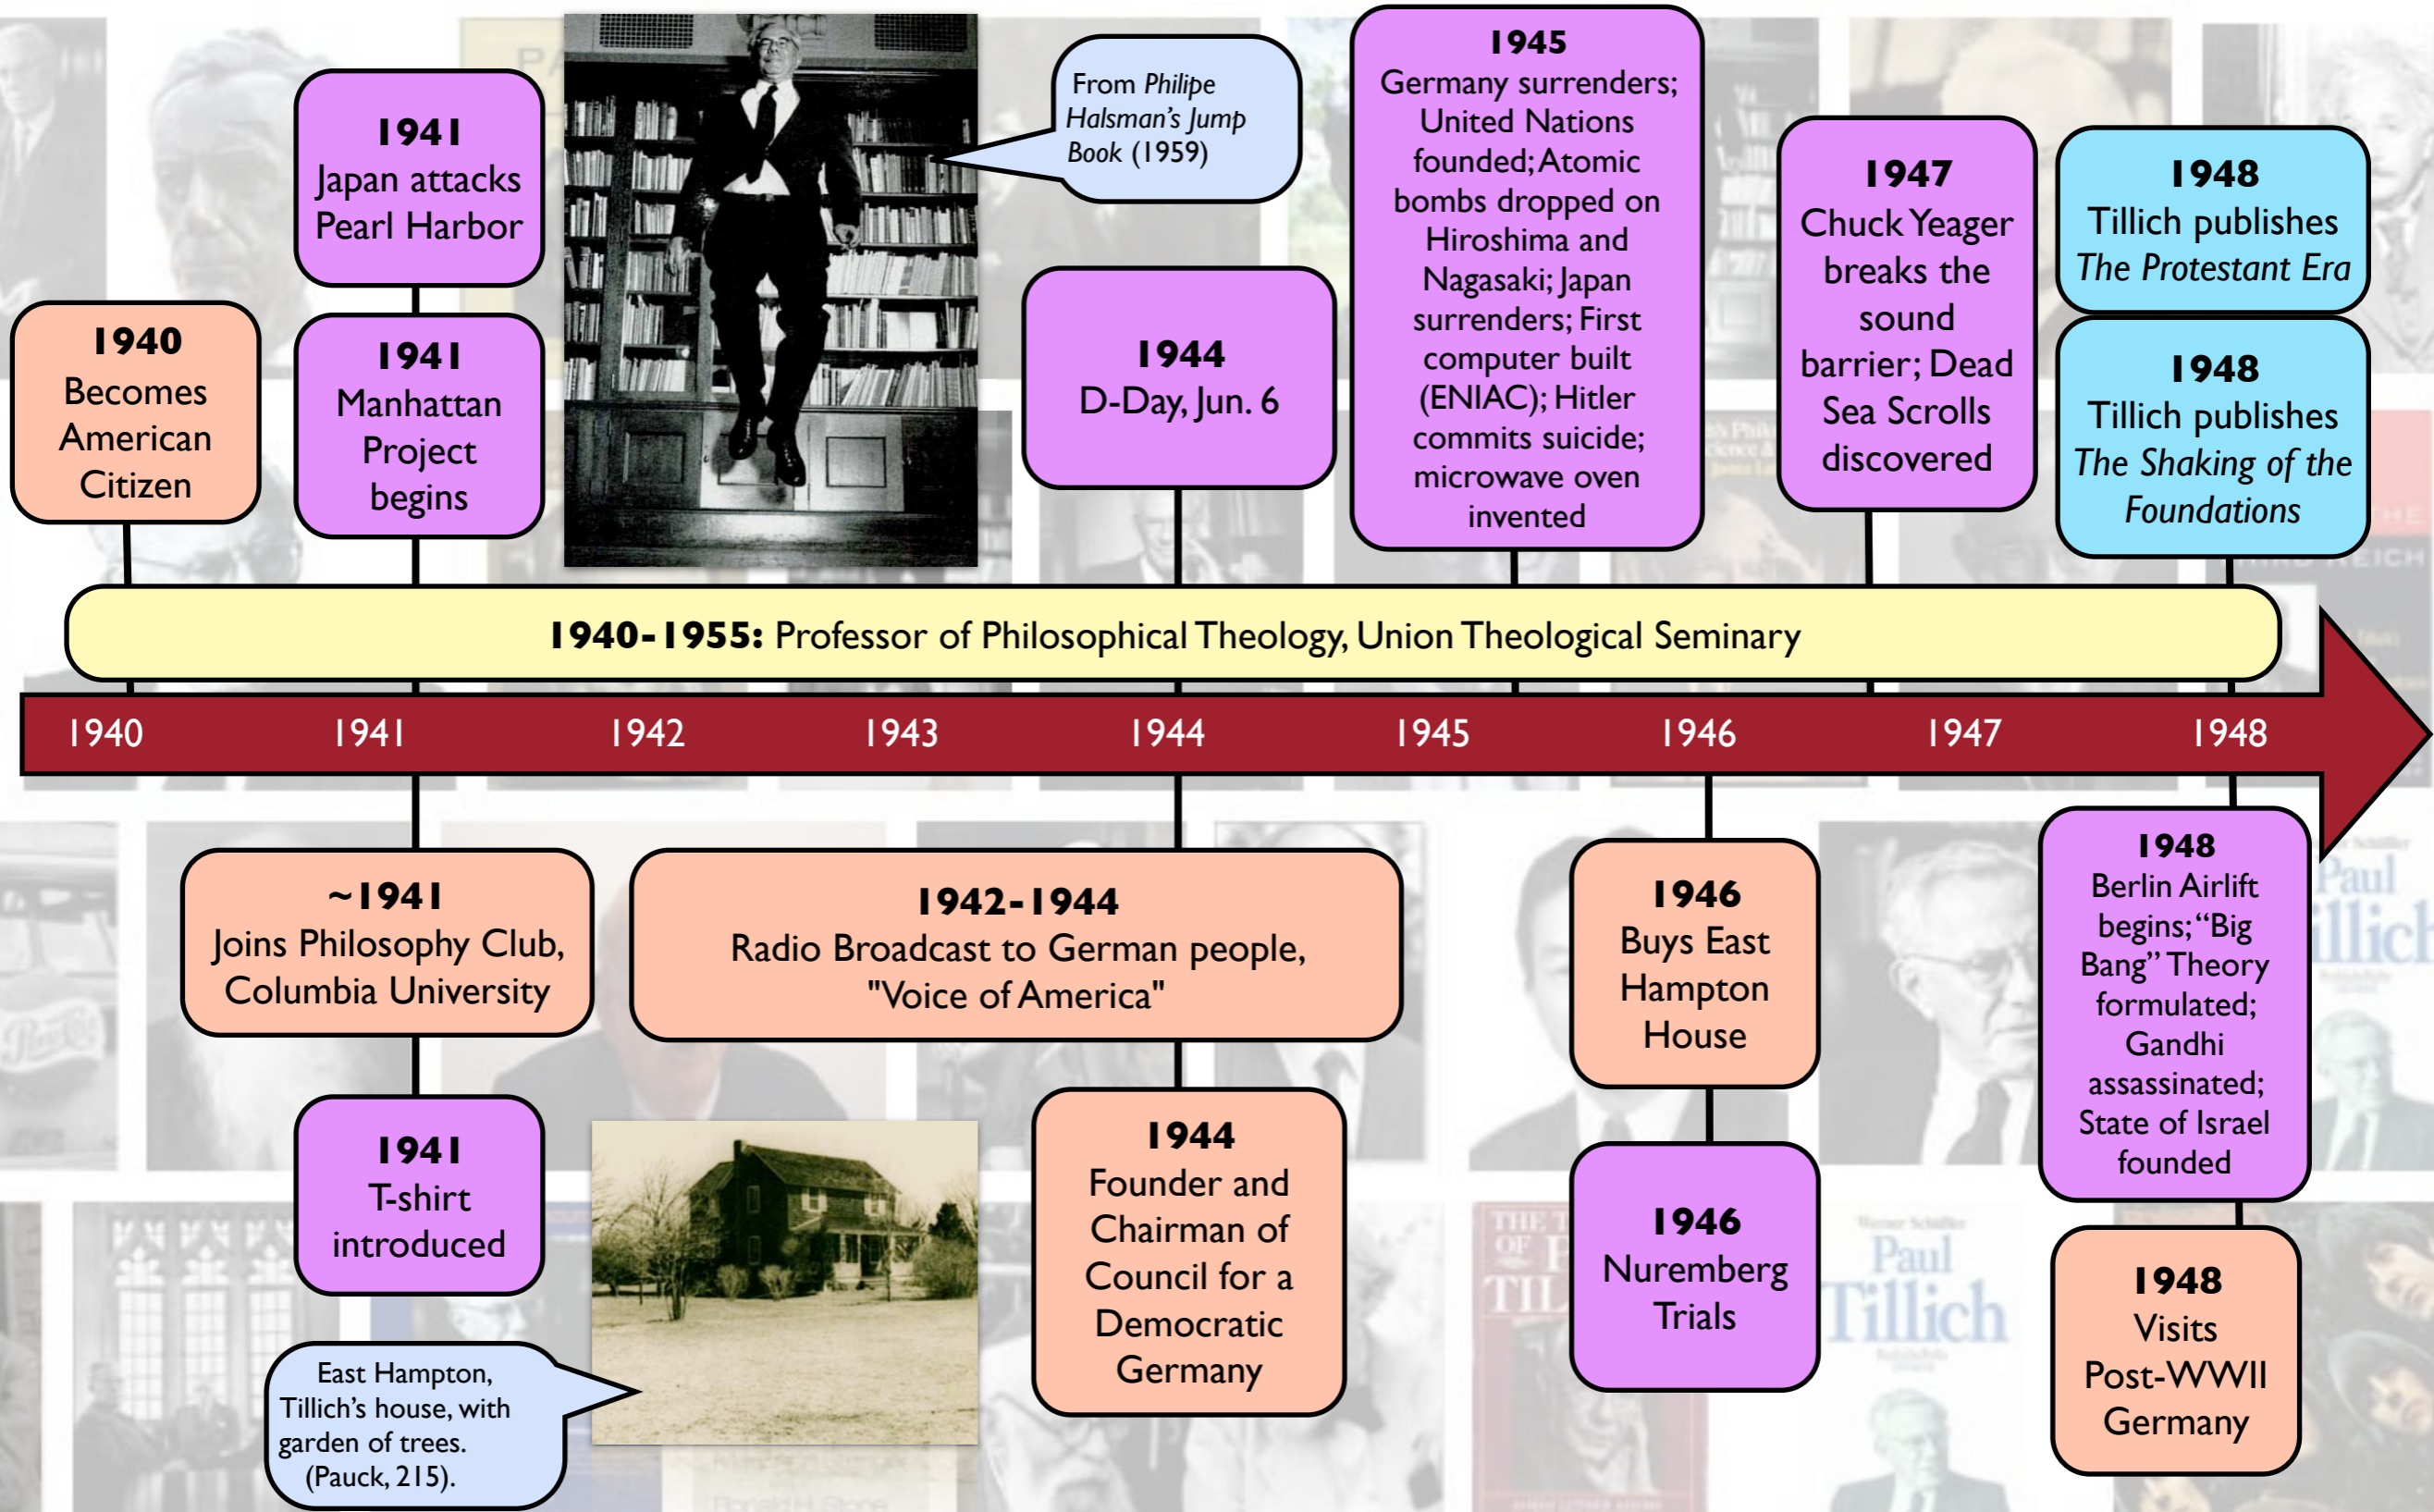 1940
Becomes
American
Citizen
1941
Japan attacks
Pearl Harbor
1941
Manhattan
Project
begins
From Philipe
Halsman's Jump
Book (1959)
1944
D-Day, Jun. 6
1945
Germany surrenders;
United Nations
founded; Atomic
bombs dropped on
Hiroshima and
Nagasaki; Japan
surrenders; First
computer built
(ENIAC); Hitler
commits suicide;
microwave oven
invented
1947
Chuck Yeager
breaks the
sound
barrier; Dead
Sea Scrolls
discovered
1948
Tillich publishes
The Protestant Era
1948
Tillich publishes
The Shaking of the
Foundations
1940-1955: Professor of Philosophical Theology, Union Theological Seminary
1940 1941 1942 1943 1944 1945 1946 1947 1948
~1941
Joins Philosophy Club,
Columbia University
1941
T-shirt
introduced
East Hampton,
Tillich's house, with
garden of trees.
(Pauck, 215).
1942-1944
Radio Broadcast to German people,
"Voice of America"
1944
Founder and
Chairman of
Council for a
Democratic
Germany
1946
Buys East
Hampton
House
1946
Nuremberg
Trials
1948
Berlin Airlift
begins; "Big
Bang" Theory
formulated;
Gandhi
assassinated;
State of Israel
founded
1948
Visits
Post-WWII
Germany
Paul
Tillich